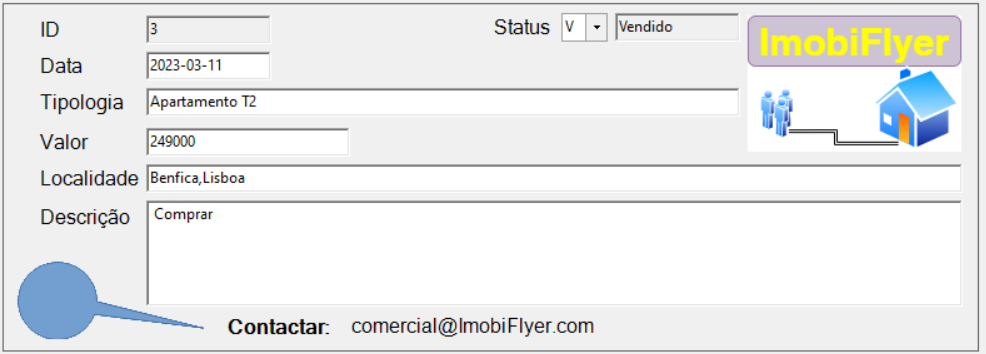 ID 3 Status V Vendido
ImobiFlyer
Data 2023-03-11
Tipologia Apartamento T2
Valor 249000
Localidade Benfica,Lisboa
Descrição Comprar
Contactar: comercial@ImobiFlyer.com